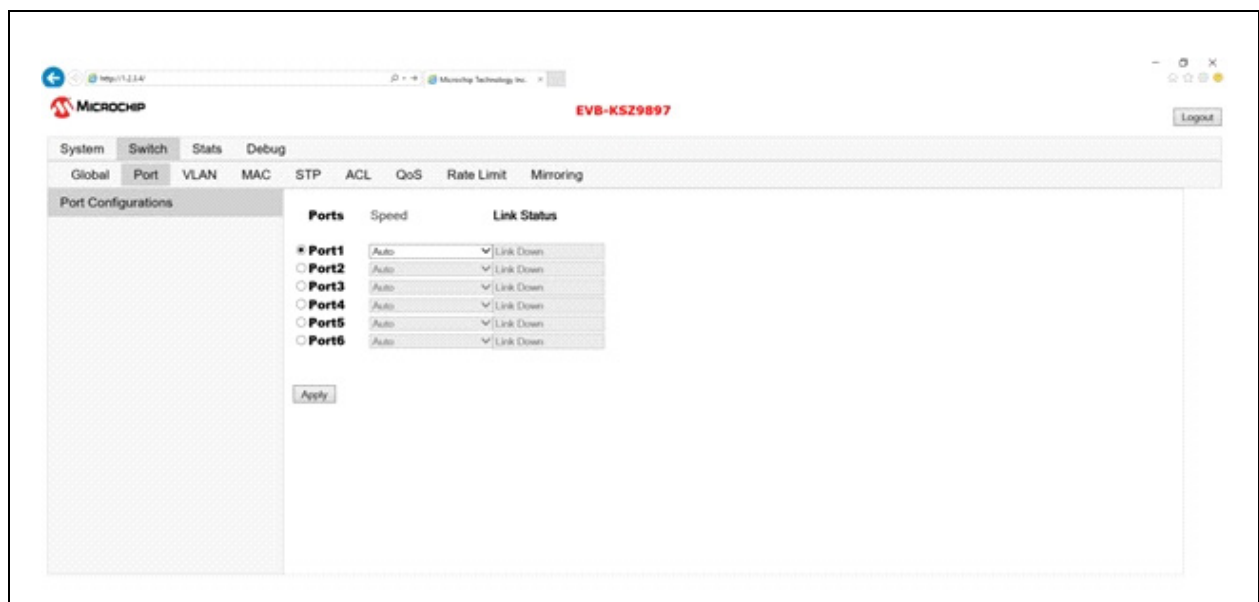 http://1.2.3.4/ Microchip Technology Inc.
MICROCHIP
EVB-KSZ9897
Logout
System Switch Stats Debug
Global Port VLAN MAC STP ACL QoS Rate Limit Mirroring
Port Configurations
Ports Speed Link Status
Port1 Auto Link Down
Port2 Auto Link Down
Port3 Auto Link Down
Port4 Auto Link Down
Port5 Auto Link Down
Port6 Auto Link Down
Apply